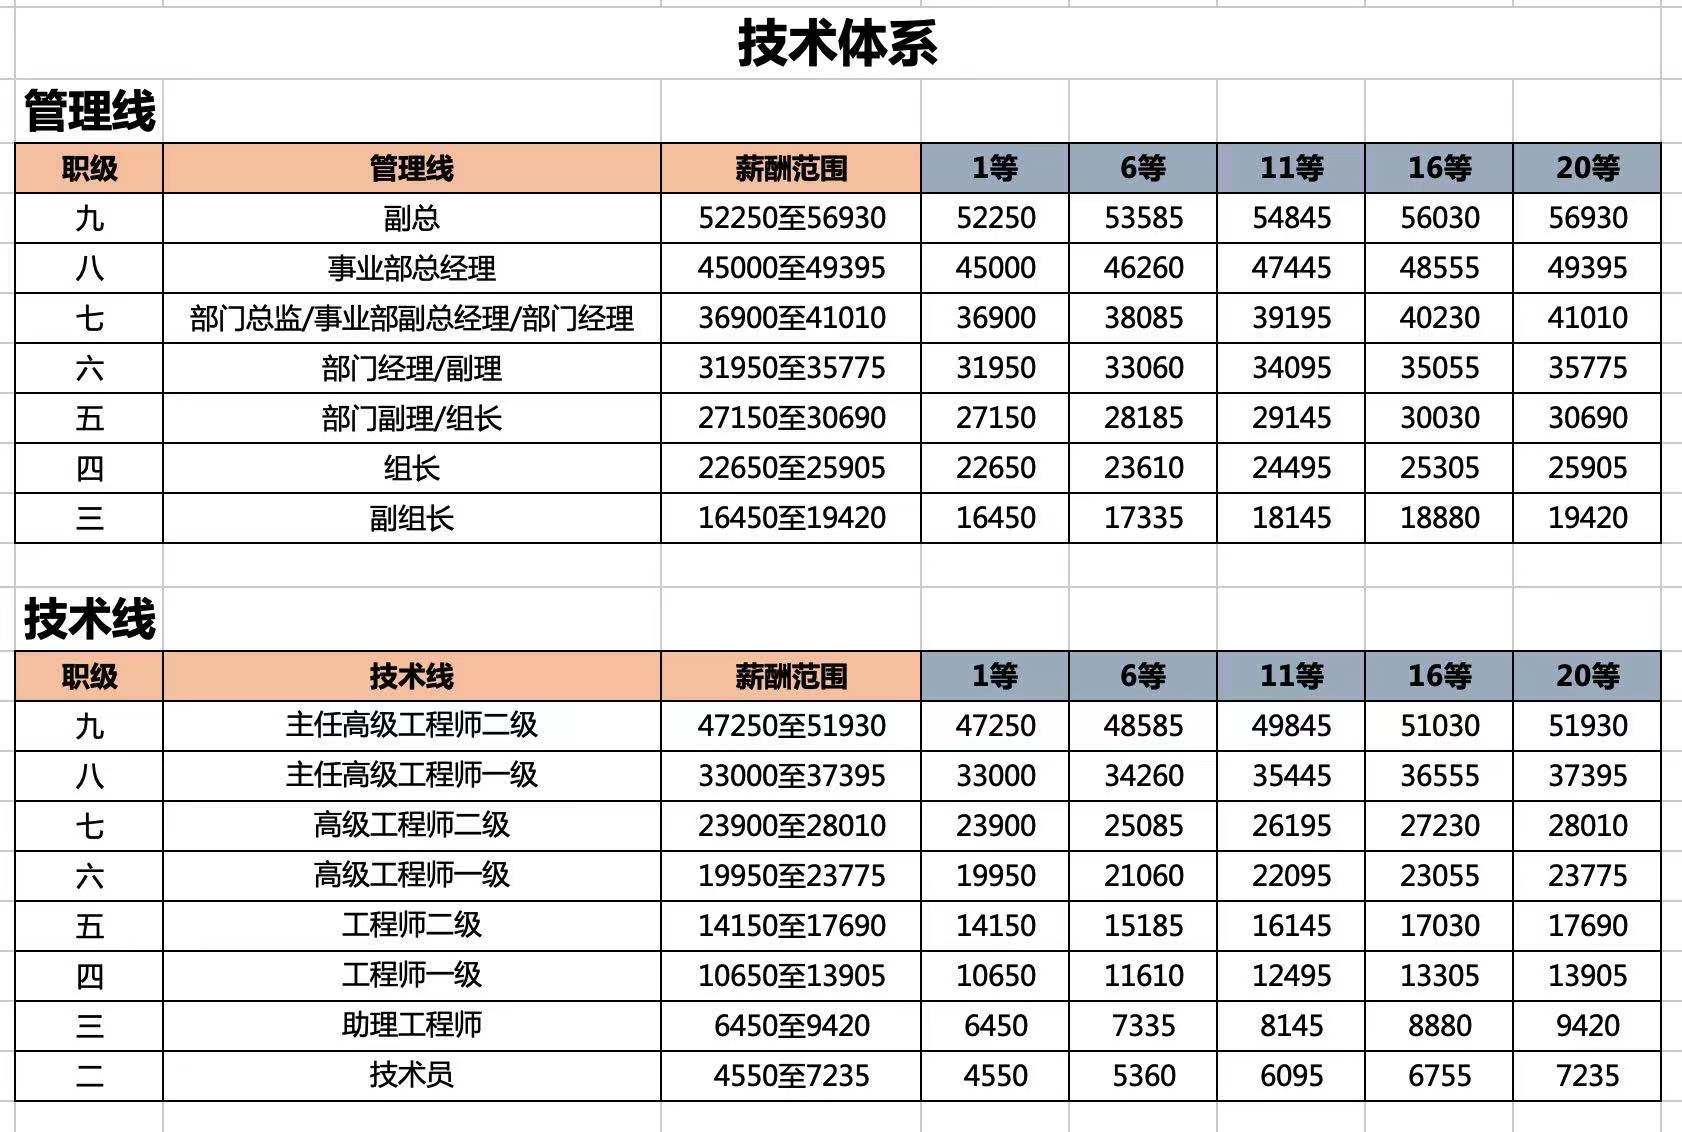 技术体系
管理线
职级 管理线 薪酬范围 1等 6等 11等 16等 20等
九 副总 52250至56930 52250 53585 54845 56030 56930
八 事业部总经理 45000至49395 45000 46260 47445 48555 49395
七 部门总监/事业部副总经理/部门经理 36900至41010 36900 38085 39195 40230 41010
六 部门经理/副理 31950至35775 31950 33060 34095 35055 35775
五 部门副理/组长 27150至30690 27150 28185 29145 30030 30690
四 组长 22650至25905 22650 23610 24495 25305 25905
三 副组长 16450至19420 16450 17335 18145 18880 19420
技术线
职级 技术线 薪酬范围 1等 6等 11等 16等 20等
九 主任高级工程师二级 47250至51930 47250 48585 49845 51030 51930
八 主任高级工程师一级 33000至37395 33000 34260 35445 36555 37395
七 高级工程师二级 23900至28010 23900 25085 26195 27230 28010
六 高级工程师一级 19950至23775 19950 21060 22095 23055 23775
五 工程师二级 14150至17690 14150 15185 16145 17030 17690
四 工程师一级 10650至13905 10650 11610 12495 13305 13905
三 助理工程师 6450至9420 6450 7335 8145 8880 9420
二 技术员 4550至7235 4550 5360 6095 6755 7235